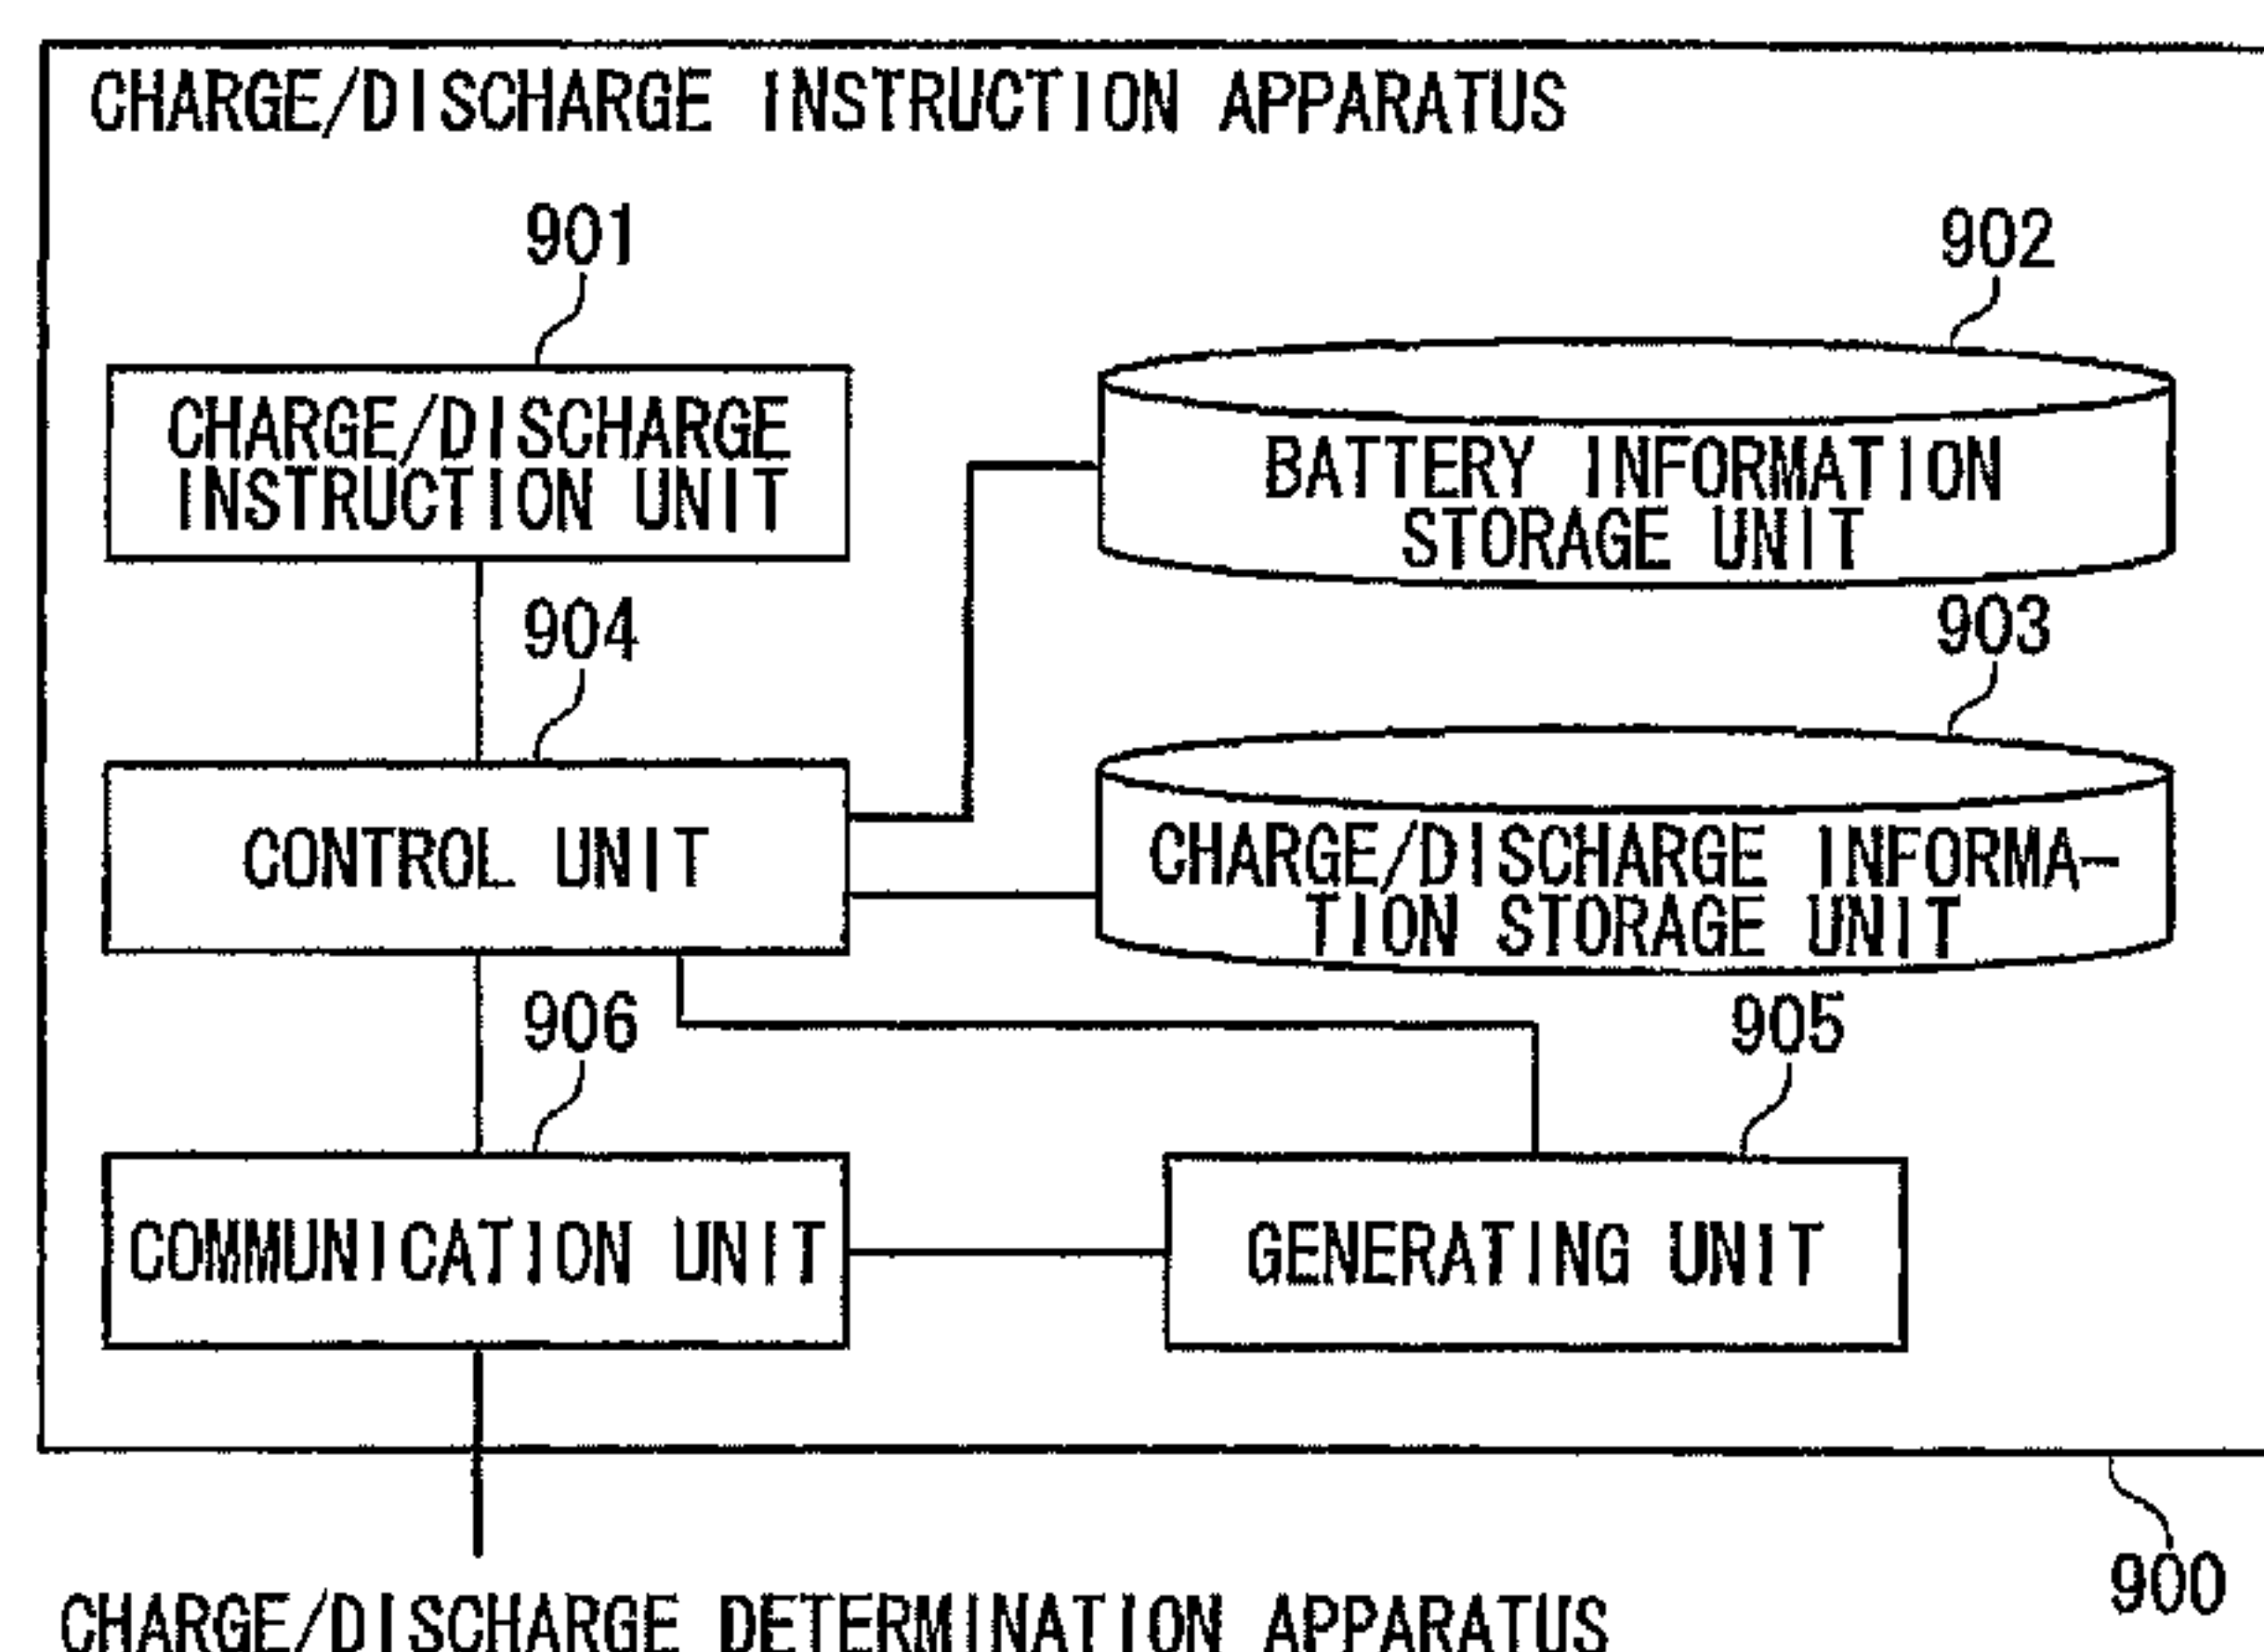 CHARGE/DISCHARGE INSTRUCTION APPARATUS
901
902
CHARGE/DISCHARGE
INSTRUCTION UNIT
BATTERY INFORMATION
STORAGE UNIT
904
903
CONTROL UNIT
CHARGE/DISCHARGE INFORMA-
TION STORAGE UNIT
906
905
COMMUNICATION UNIT
GENERATING UNIT
900
CHARGE/DISCHARGE DETERMINATION APPARATUS